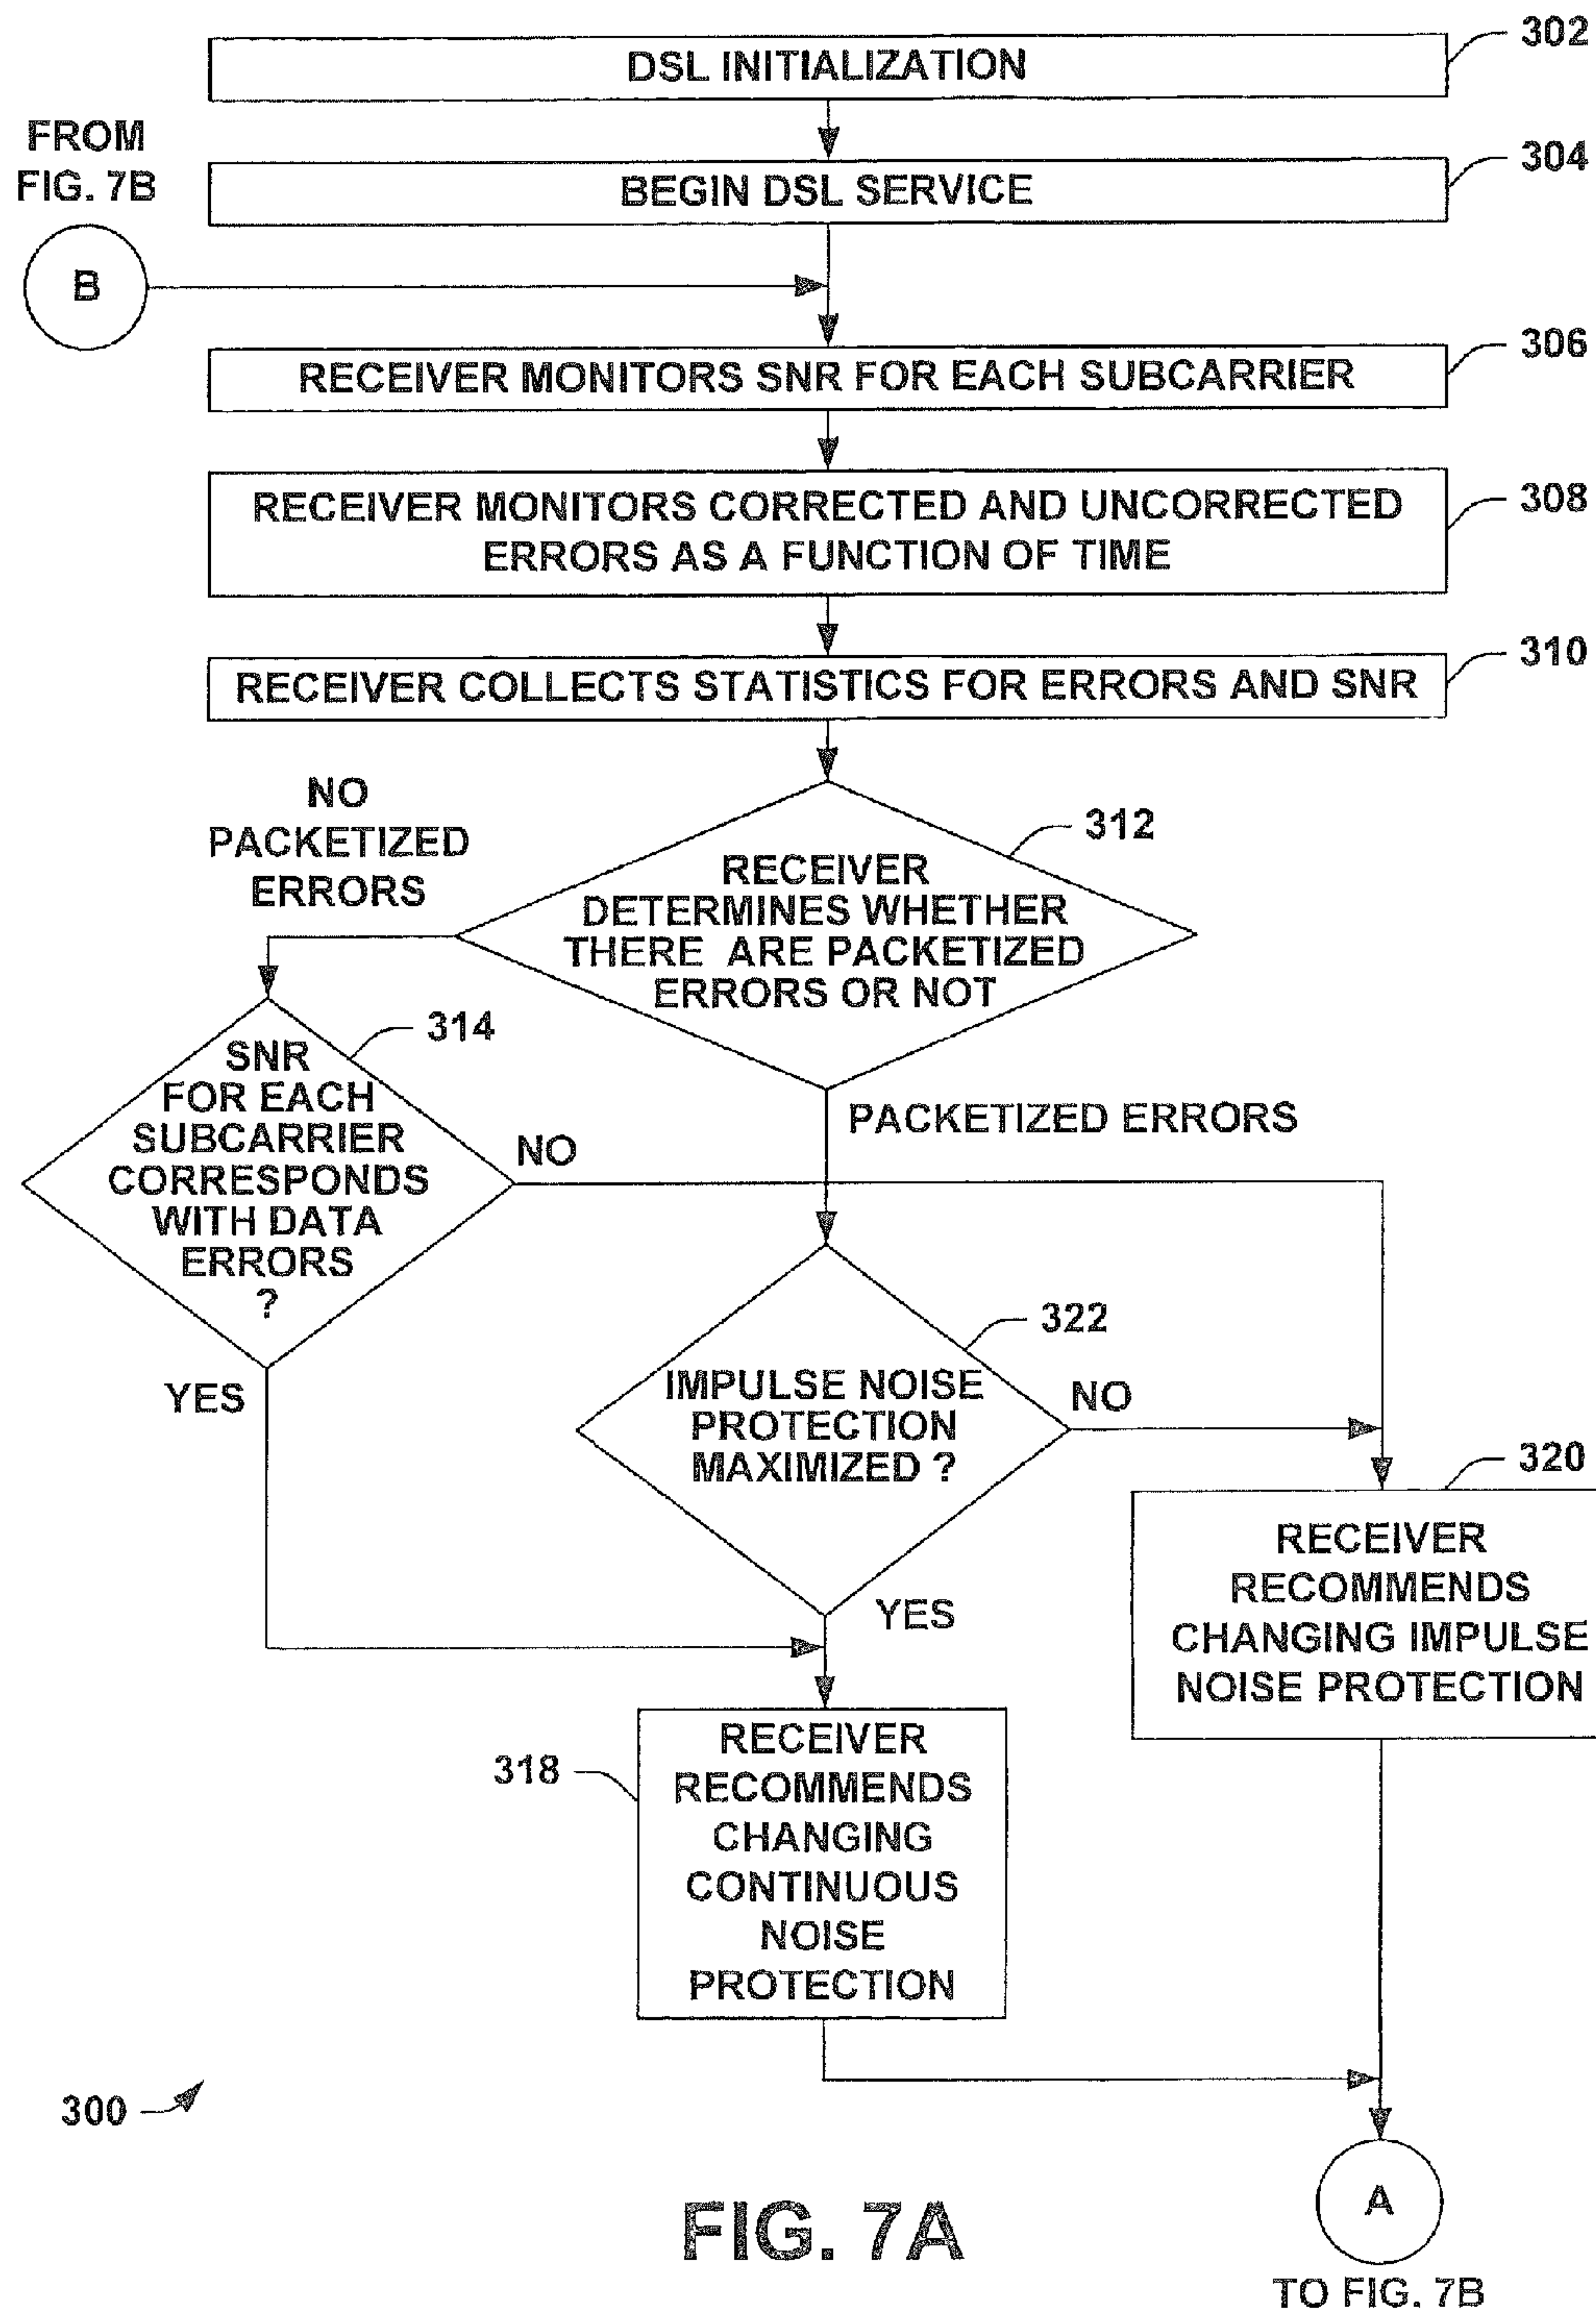 302
DSL INITIALIZATION
FROM
FIG. 7B
304
BEGIN DSL SERVICE
B
306
RECEIVER MONITORS SNR FOR EACH SUBCARRIER
308
RECEIVER MONITORS CORRECTED AND UNCORRECTED
ERRORS AS A FUNCTION OF TIME
310
RECEIVER COLLECTS STATISTICS FOR ERRORS AND SNR
NO
PACKETIZED
ERRORS
312
RECEIVER
DETERMINES WHETHER
THERE ARE PACKETIZED
ERRORS OR NOT
314
SNR
FOR EACH
SUBCARRIER
CORRESPONDS
WITH DATA
ERRORS
?
NO
PACKETIZED ERRORS
YES
322
IMPULSE NOISE
PROTECTION
MAXIMIZED ?
NO
YES
320
RECEIVER
RECOMMENDS
CHANGING IMPULSE
NOISE PROTECTION
318
RECEIVER
RECOMMENDS
CHANGING
CONTINUOUS
NOISE
PROTECTION
300
A
TO FIG. 7B
FIG. 7A